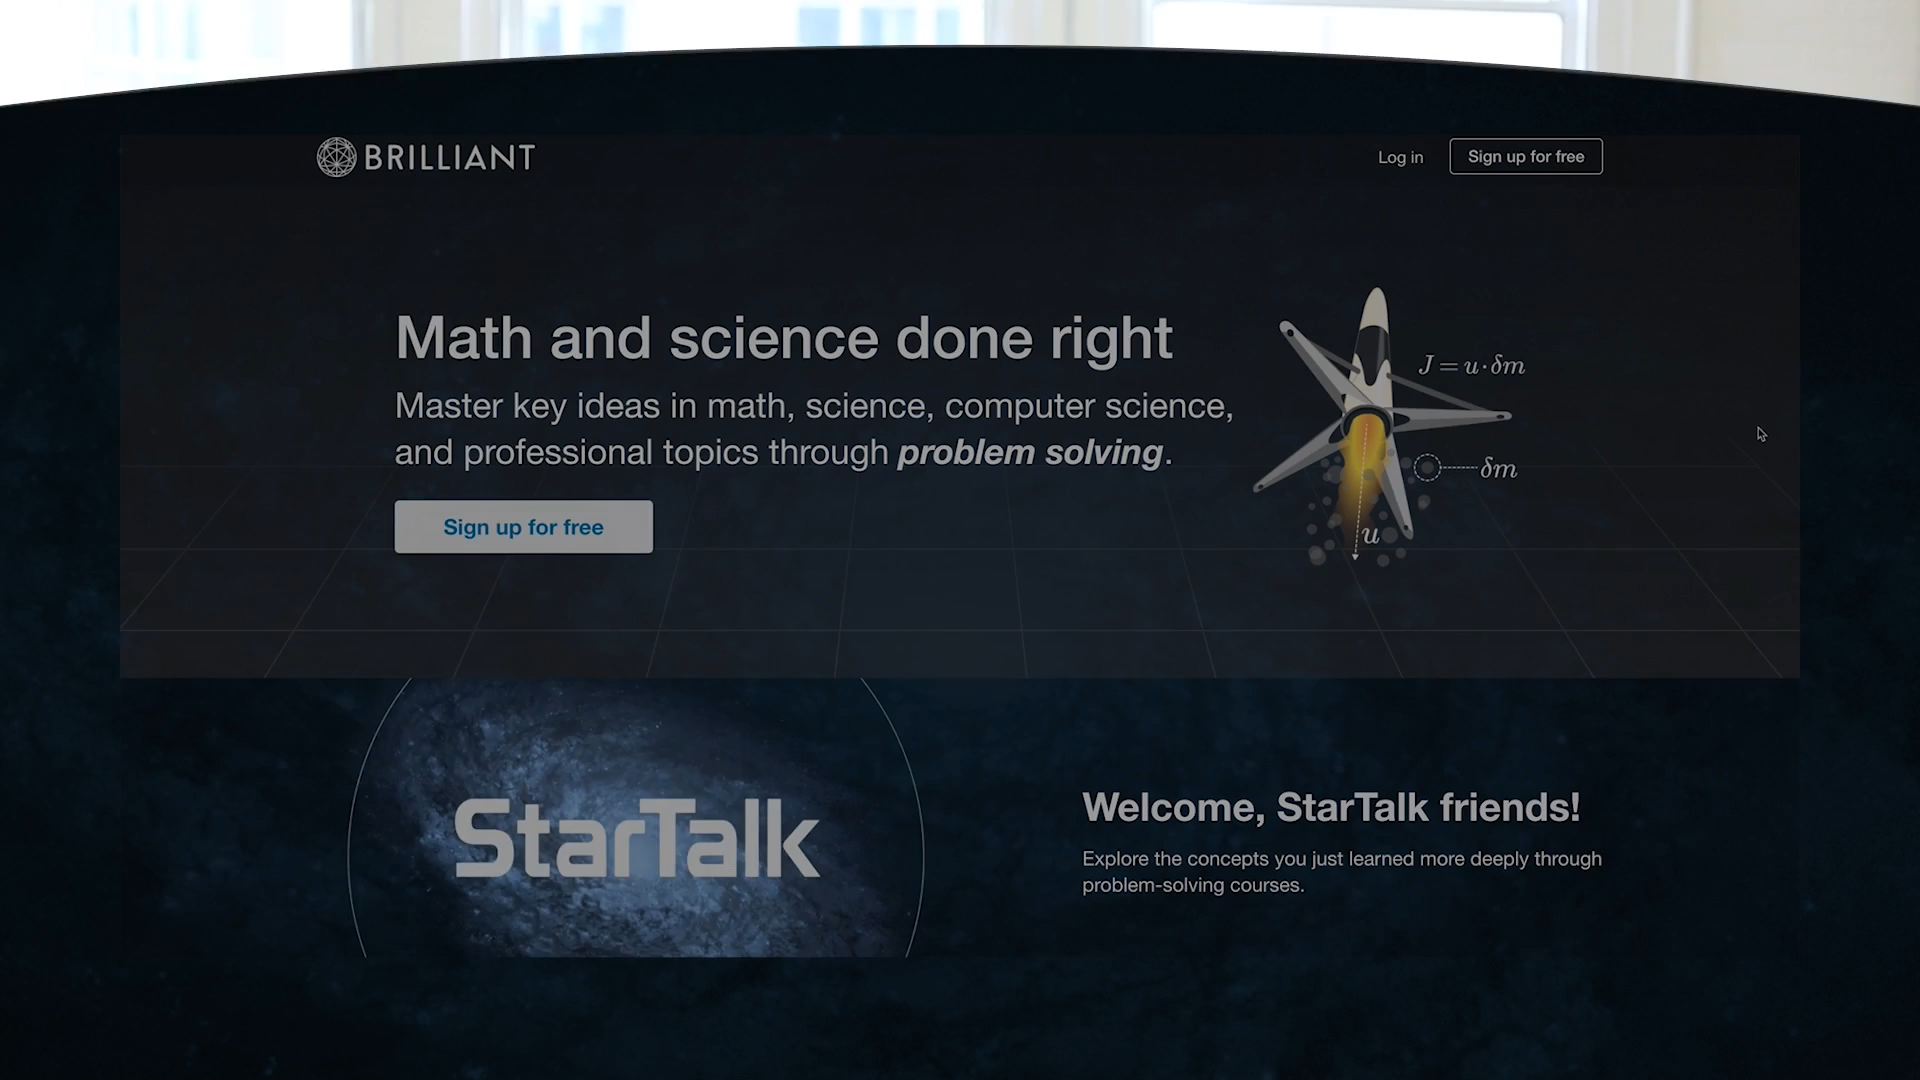 BRILLIANT
Log in
Sign up for free
Math and science done right
Master key ideas in math, science, computer science,
and professional topics through problem solving.
Sign up for free
J = u · δm
δm
u
StarTalk
Welcome, StarTalk friends!
Explore the concepts you just learned more deeply through
problem-solving courses.